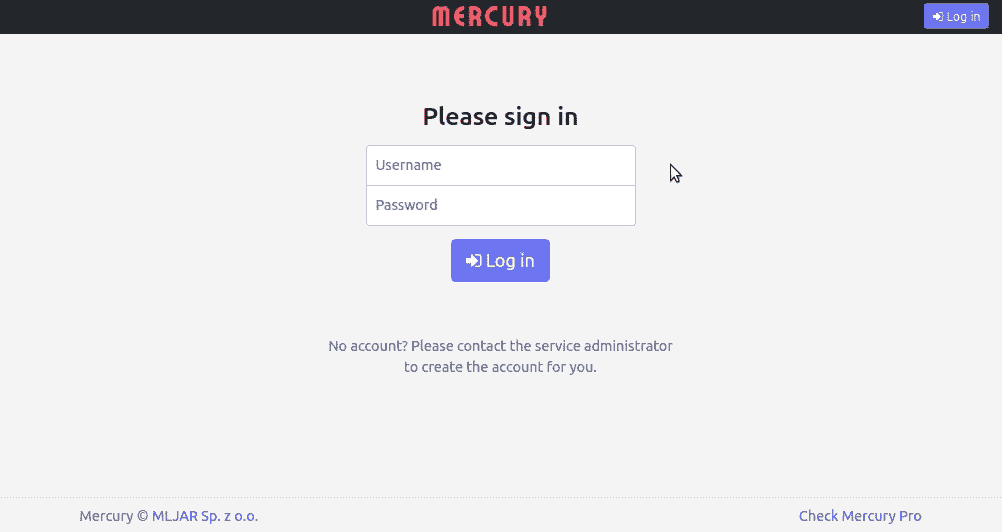 MERCURY
Log in
Please sign in
Username
Password
Log in
No account? Please contact the service administrator
to create the account for you.
Mercury © MLJAR Sp. z o.o.
Check Mercury Pro